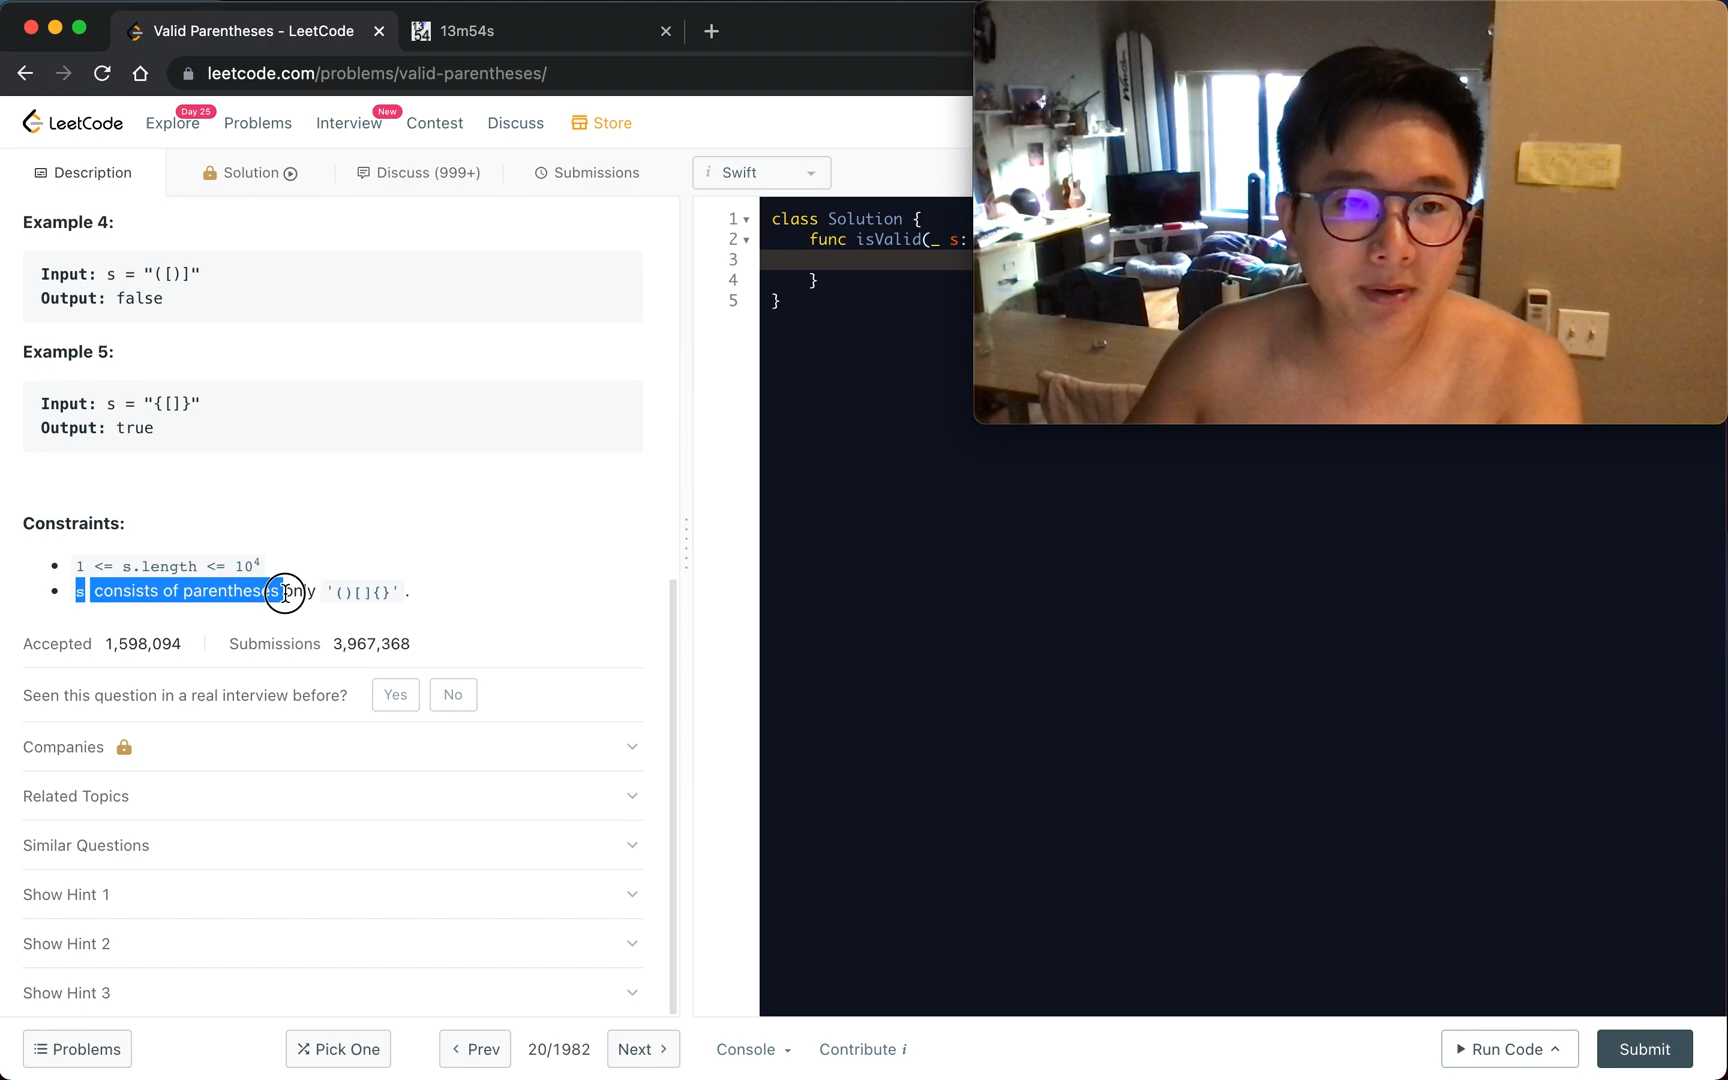 Valid Parentheses - LeetCode
13m54s
leetcode.com/problems/valid-parentheses/
LeetCode
Explore
Day 25
Problems
Interview
New
Contest
Discuss
Store
Description
Solution
Discuss (999+)
Submissions
i Swift
Example 4:
Input: s = "([)]"
Output: false
Example 5:
Input: s = "{[]}"
Output: true
Constraints:
1 <= s.length <= 10⁴
s consists of parentheses only '()[]{}'.
Accepted 1,598,094
Submissions 3,967,368
Seen this question in a real interview before?
Yes
No
Companies
Related Topics
Similar Questions
Show Hint 1
Show Hint 2
Show Hint 3
Problems
Pick One
Prev
20/1982
Next
1 class Solution {
2 func isValid(_ s:
3
4 }
5 }
Console
Contribute i
Run Code
Submit